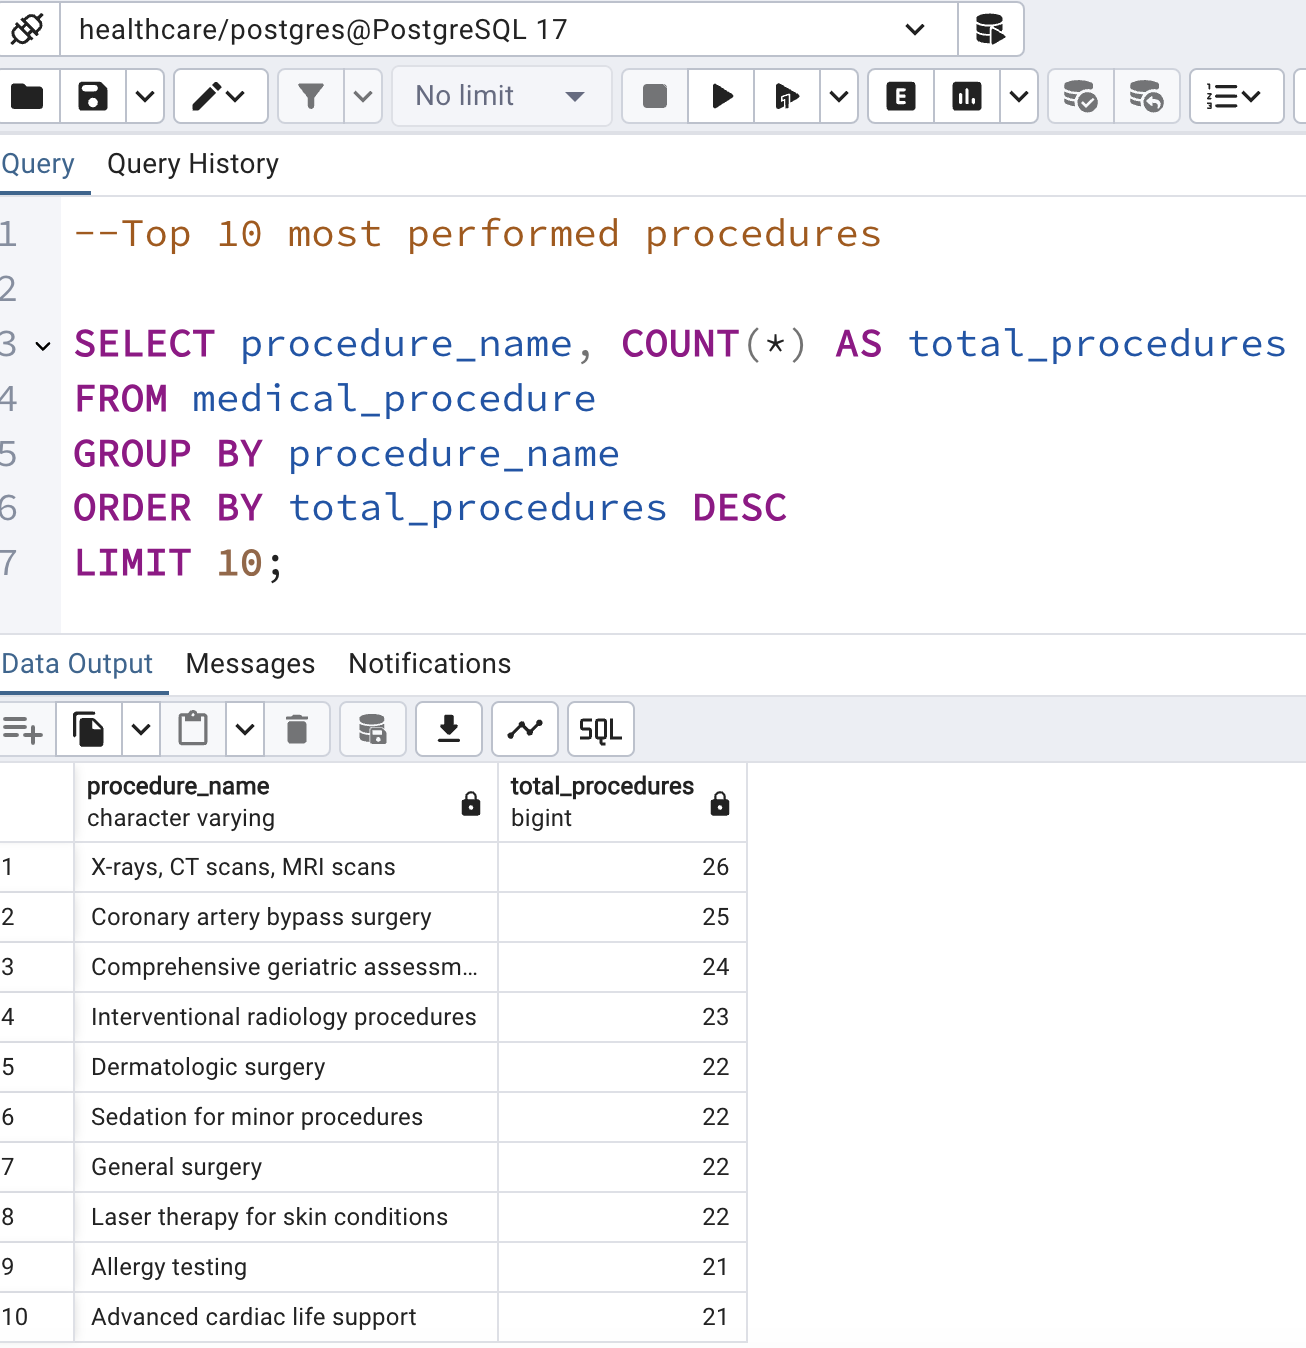 healthcare/postgres@PostgreSQL 17
No limit
E
Query Query History
1 --Top 10 most performed procedures
2
3 SELECT procedure_name, COUNT(*) AS total_procedures
4 FROM medical_procedure
5 GROUP BY procedure_name
6 ORDER BY total_procedures DESC
7 LIMIT 10;
Data Output Messages Notifications
SQL
procedure_name total_procedures
character varying bigint
1 X-rays, CT scans, MRI scans 26
2 Coronary artery bypass surgery 25
3 Comprehensive geriatric assessm... 24
4 Interventional radiology procedures 23
5 Dermatologic surgery 22
6 Sedation for minor procedures 22
7 General surgery 22
8 Laser therapy for skin conditions 22
9 Allergy testing 21
10 Advanced cardiac life support 21